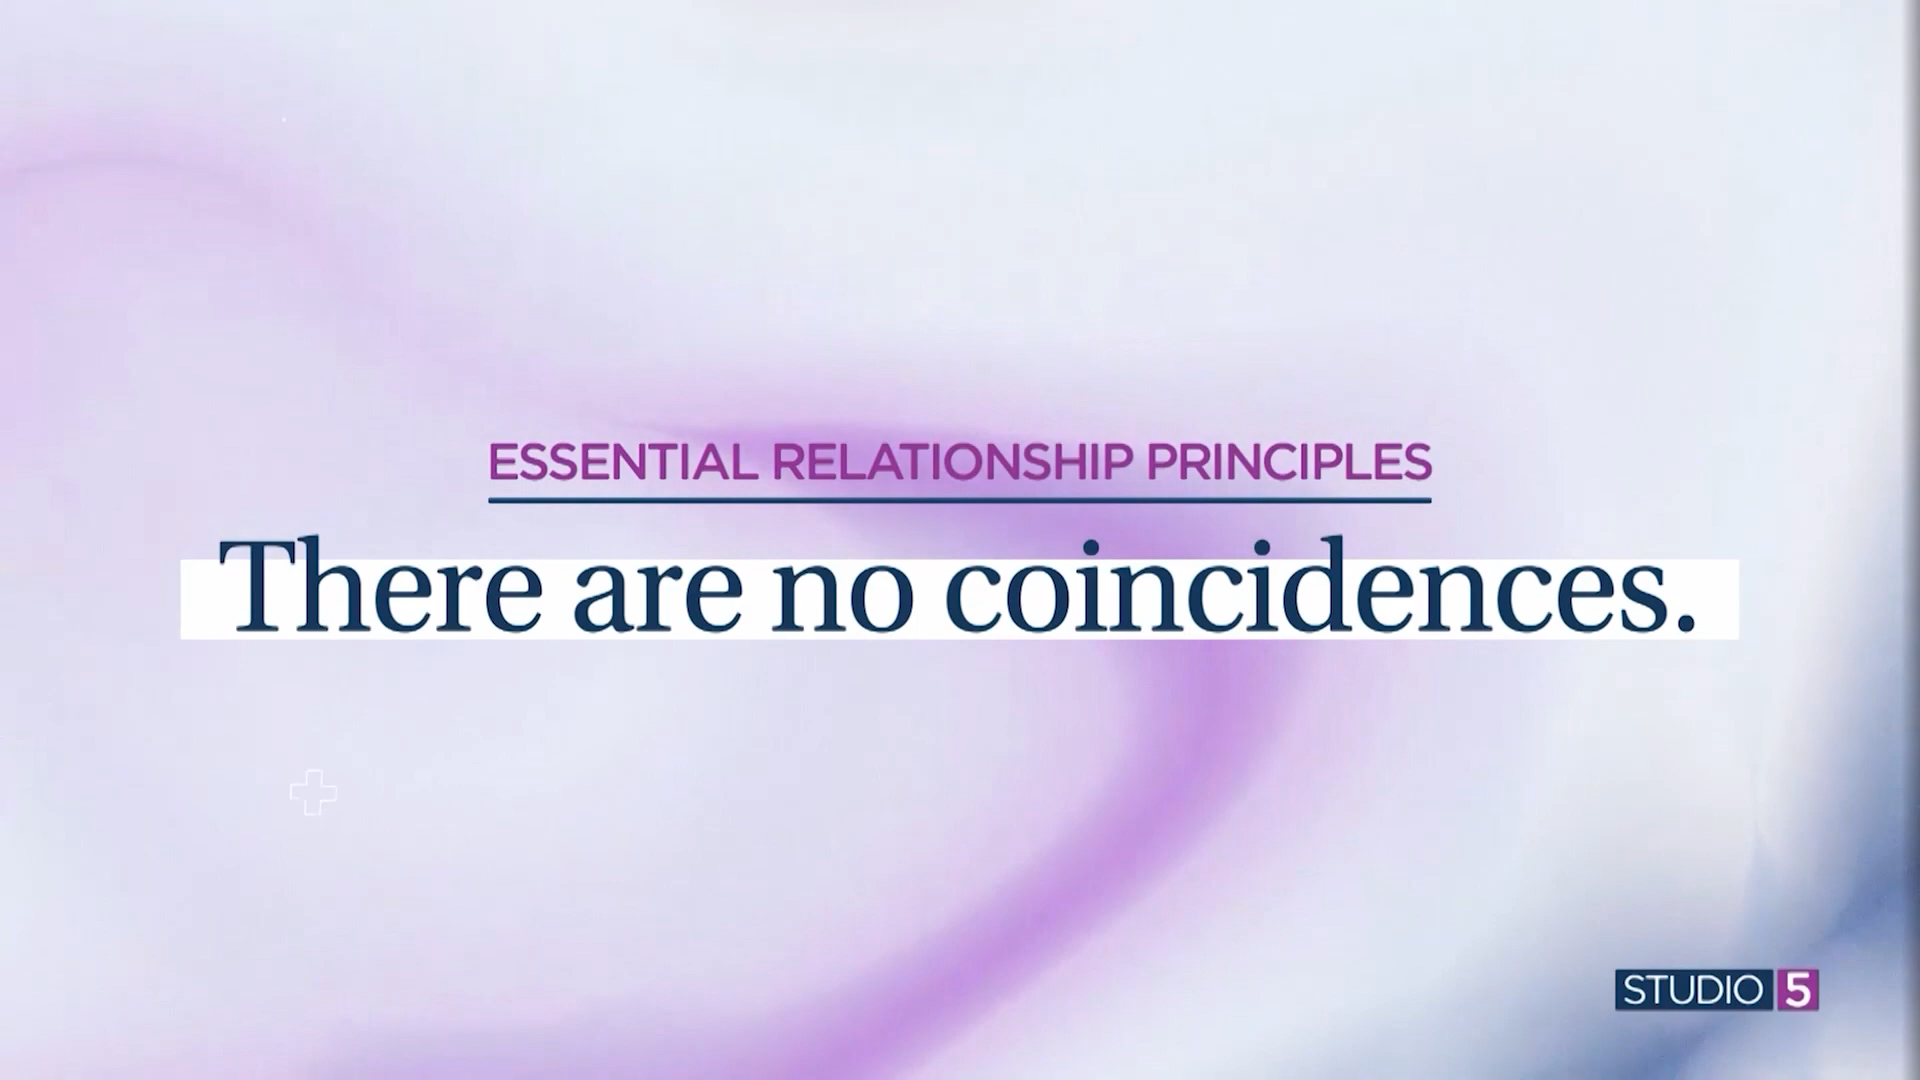 ESSENTIAL RELATIONSHIP PRINCIPLES
There are no coincidences.
STUDIO 5